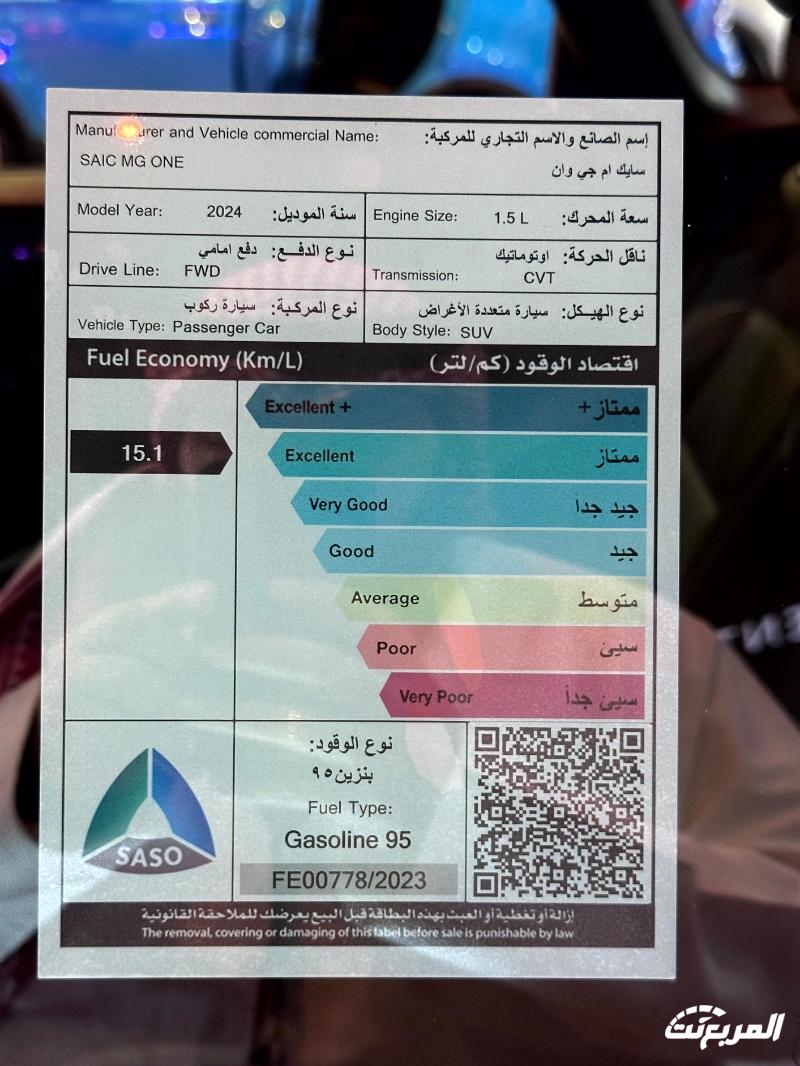 Manufacturer and Vehicle commercial Name: إسم الصانع والاسم التجاري للمركبة:
SAIC MG ONE سايك ام جي وان
Model Year: 2024 سنة الموديل: Engine Size: 1.5 L سعة المحرك:
نوع الدفع: دفع امامي
Drive Line: FWD
ناقل الحركة: اوتوماتيك
Transmission: CVT
نوع المركبة: سيارة ركوب
Vehicle Type: Passenger Car
نوع الهيكل: سيارة متعددة الأغراض
Body Style: SUV
Fuel Economy (Km/L) اقتصاد الوقود (كم/لتر)
Excellent + ممتاز+
15.1 Excellent ممتاز
Very Good جيد جداً
Good جيد
Average متوسط
Poor سيئ
Very Poor سيئ جداً
SASO
نوع الوقود:
بنزين ٩٥
Fuel Type:
Gasoline 95
FE00778/2023
إزالة أو تغطية أو العبث بهذه البطاقة قبل البيع يعرضك للملاحقة القانونية
The removal, covering or damaging of this label before sale is punishable by law
المربع نت